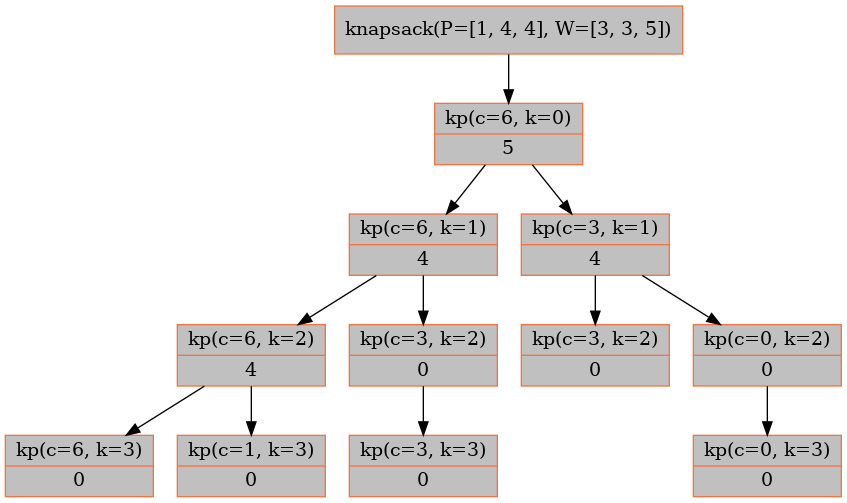 knapsack(P=[1, 4, 4], W=[3, 3, 5])
kp(c=6, k=0)
5
kp(c=6, k=1)
4
kp(c=3, k=1)
4
kp(c=6, k=2)
4
kp(c=3, k=2)
0
kp(c=3, k=2)
0
kp(c=0, k=2)
0
kp(c=6, k=3)
0
kp(c=1, k=3)
0
kp(c=3, k=3)
0
kp(c=0, k=3)
0